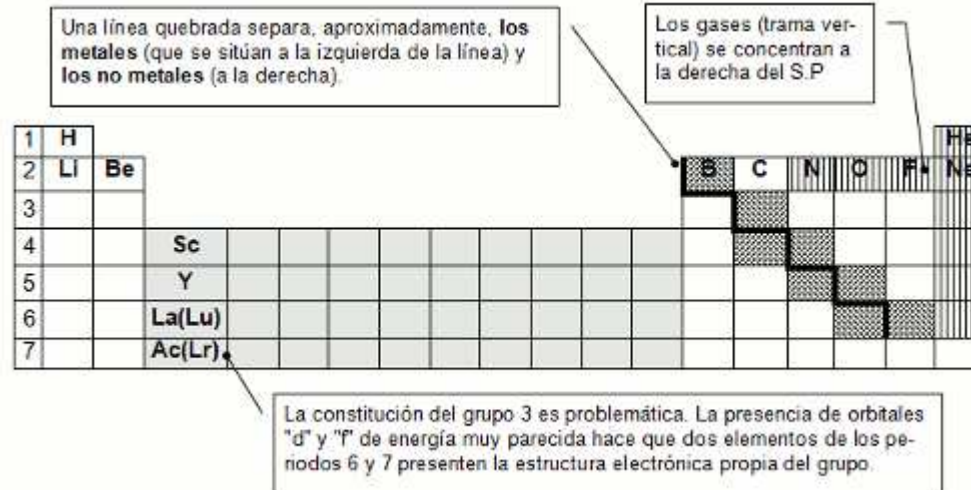 Una línea quebrada separa, aproximadamente, los
metales (que se sitúan a la izquierda de la línea) y
los no metales (a la derecha).
Los gases (trama ver-
tical) se concentran a
la derecha del S.P
1 H He
2 Li Be B C N O F Ne
3
4 Sc
5 Y
6 La(Lu)
7 Ac(Lr)
La constitución del grupo 3 es problemática. La presencia de orbitales
"d" y "f" de energía muy parecida hace que dos elementos de los pe-
riodos 6 y 7 presenten la estructura electrónica propia del grupo.